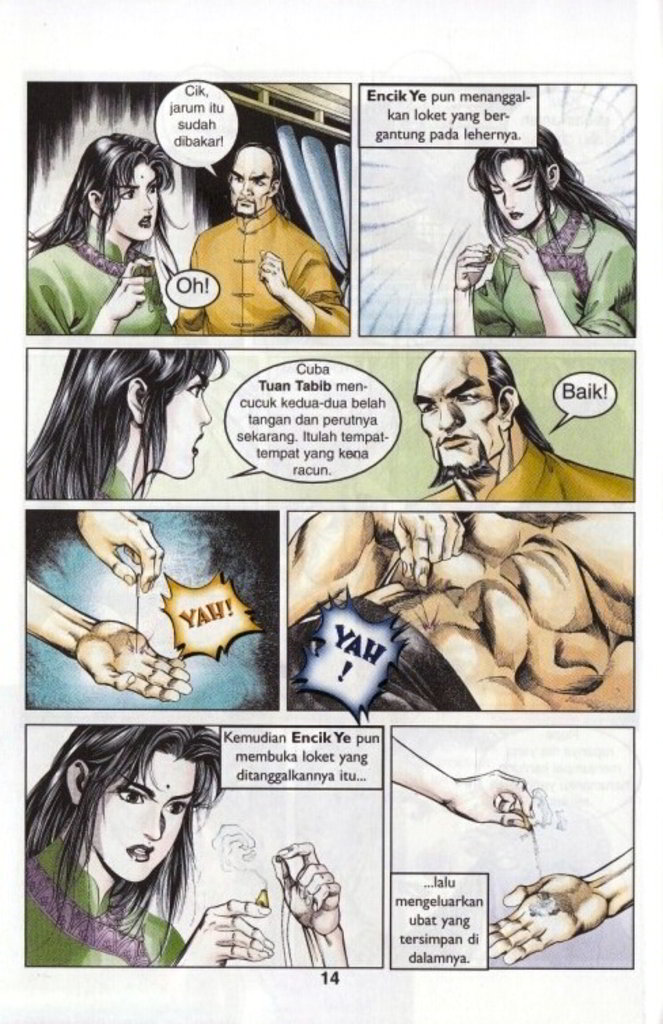 Cik,
jarum itu
sudah
dibakar!
Oh!
Encik Ye pun menanggal-
kan loket yang ber-
gantung pada lehernya.
Cuba
Tuan Tabib men-
cucuk kedua-dua belah
tangan dan perutnya
sekarang. Itulah tempat-
tempat yang kena
racun.
Baik!
YAH!
YAH
!
Kemudian Encik Ye pun
membuka loket yang
ditanggalkannya itu...
...lalu
mengeluarkan
ubat yang
tersimpan di
dalamnya.
14